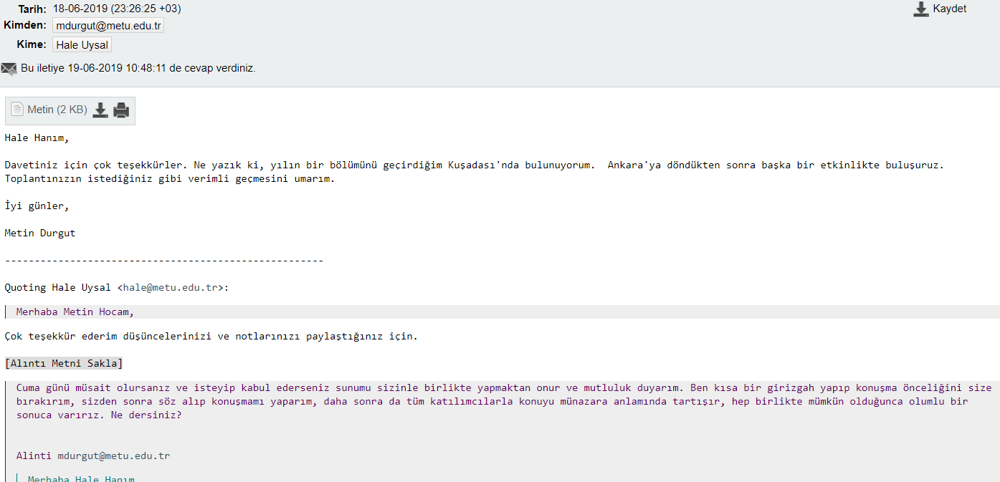 Tarih: 18-06-2019 (23:26:25 +03)
Kaydet
Kimden: mdurgut@metu.edu.tr
Kime: Hale Uysal
Bu iletiye 19-06-2019 10:48:11 de cevap verdiniz.
Metin (2 KB)
Hale Hanım,
Davetiniz için çok teşekkürler. Ne yazık ki, yılın bir bölümünü geçirdiğim Kuşadası'nda bulunuyorum.  Ankara'ya döndükten sonra başka bir etkinlikte buluşuruz.
Toplantınızın istediğiniz gibi verimli geçmesini umarım.
İyi günler,
Metin Durgut
------------------------------------------------------
Quoting Hale Uysal <hale@metu.edu.tr>:
Merhaba Metin Hocam,
Çok teşekkür ederim düşüncelerinizi ve notlarınızı paylaştığınız için.
[Alıntı Metni Sakla]
Cuma günü müsait olursanız ve isteyip kabul ederseniz sunumu sizinle birlikte yapmaktan onur ve mutluluk duyarım. Ben kısa bir girizgah yapıp konuşma önceliğini size
bırakırım, sizden sonra söz alıp konuşmamı yaparım, daha sonra da tüm katılımcılarla konuyu münazara anlamında tartışır, hep birlikte mümkün olduğunca olumlu bir
sonuca varırız. Ne dersiniz?
Alinti mdurgut@metu.edu.tr
Merhaba Hale Hanım